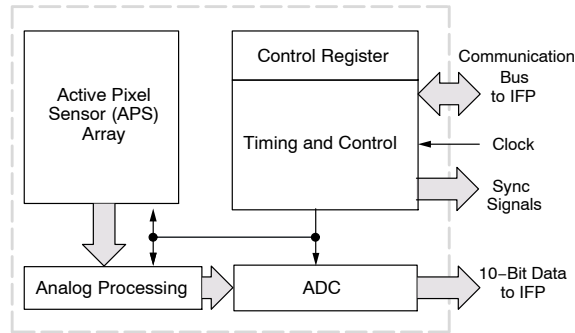 Active Pixel
Sensor (APS)
Array
Control Register
Timing and Control
Communication
Bus
to IFP
Clock
Sync
Signals
Analog Processing
ADC
10−Bit Data
to IFP